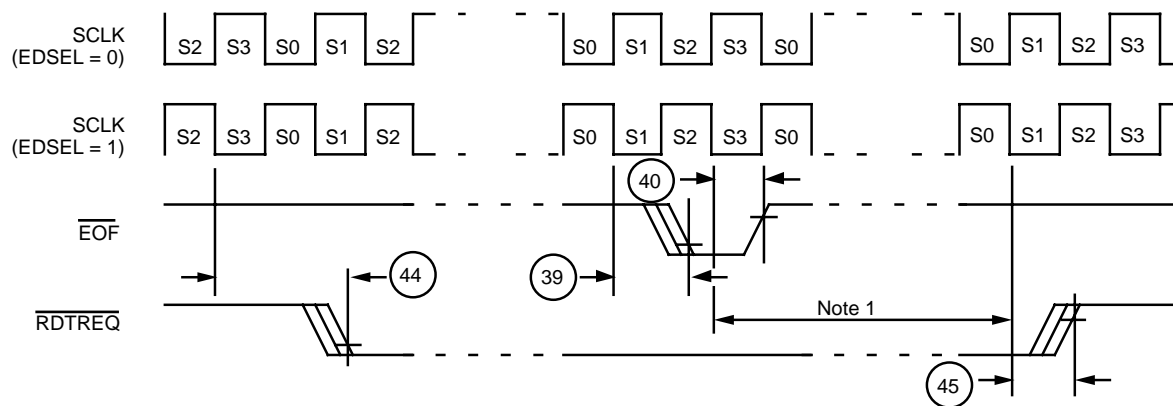 SCLK
(EDSEL = 0)
S2 S3 S0 S1 S2 S0 S1 S2 S3 S0 S0 S1 S2 S3
SCLK
(EDSEL = 1)
S2 S3 S0 S1 S2 S0 S1 S2 S3 S0 S0 S1 S2 S3
40
EOF
44
39
RDTREQ
Note 1
45